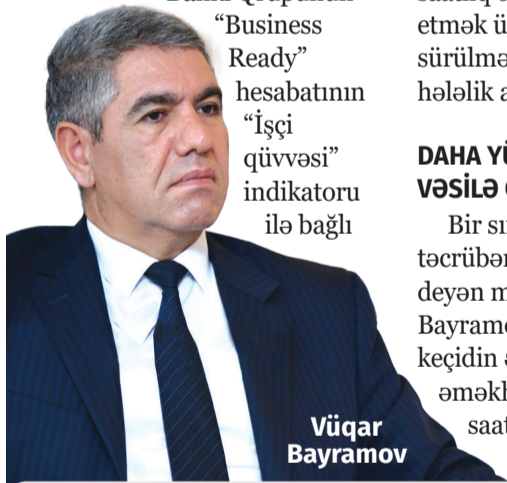 “Business
Ready”
hesabatının
“İşçi
qüvvəsi”
indikatoru
ilə bağlı
etmək ü
sürülmə
hələlik a
DAHA YÜ
VƏSİLƏ
Bir sı
təcrübə
deyən m
Bayramo
keçidin ə
əməkh
saat
Vüqar
Bayramov